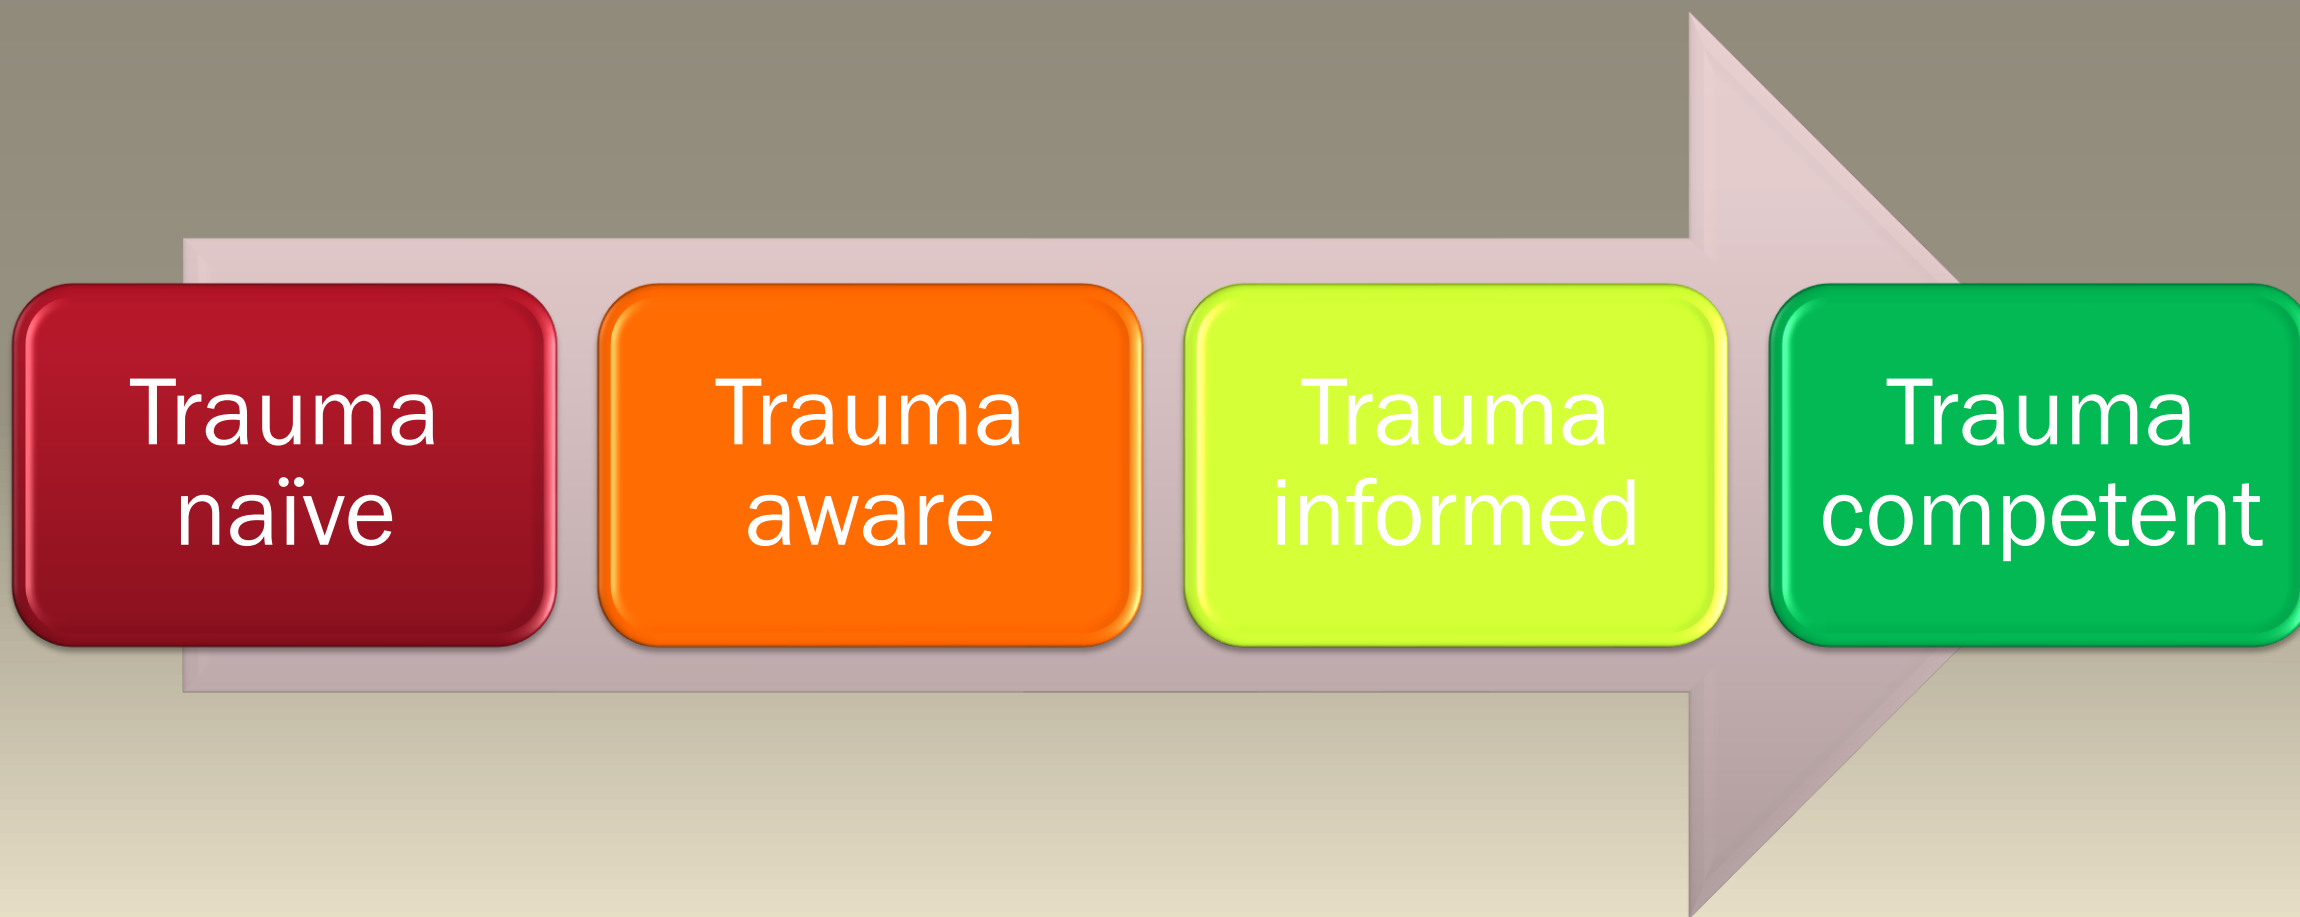 Trauma
naïve
Trauma
aware
Trauma
informed
Trauma
competent